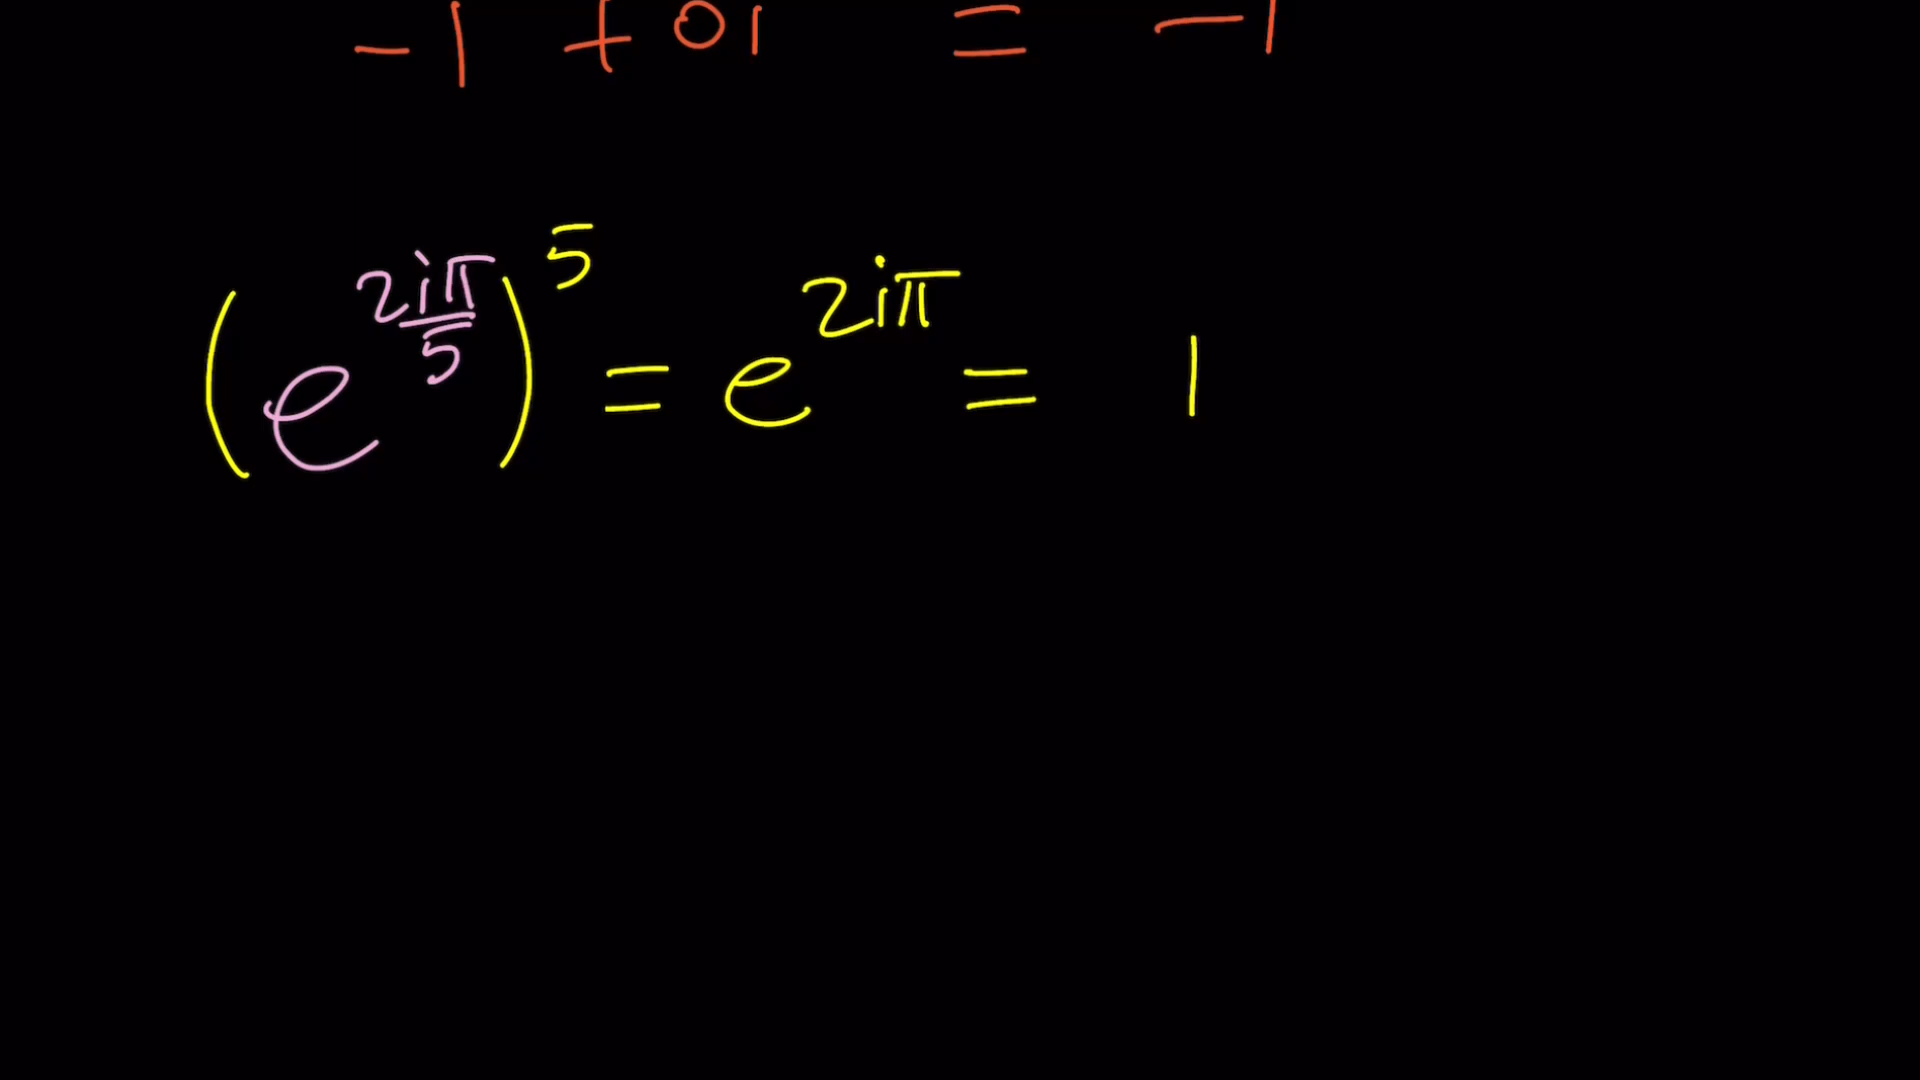 -1 + 0i = -1
(e^{2iπ/5})^5 = e^{2iπ} = 1